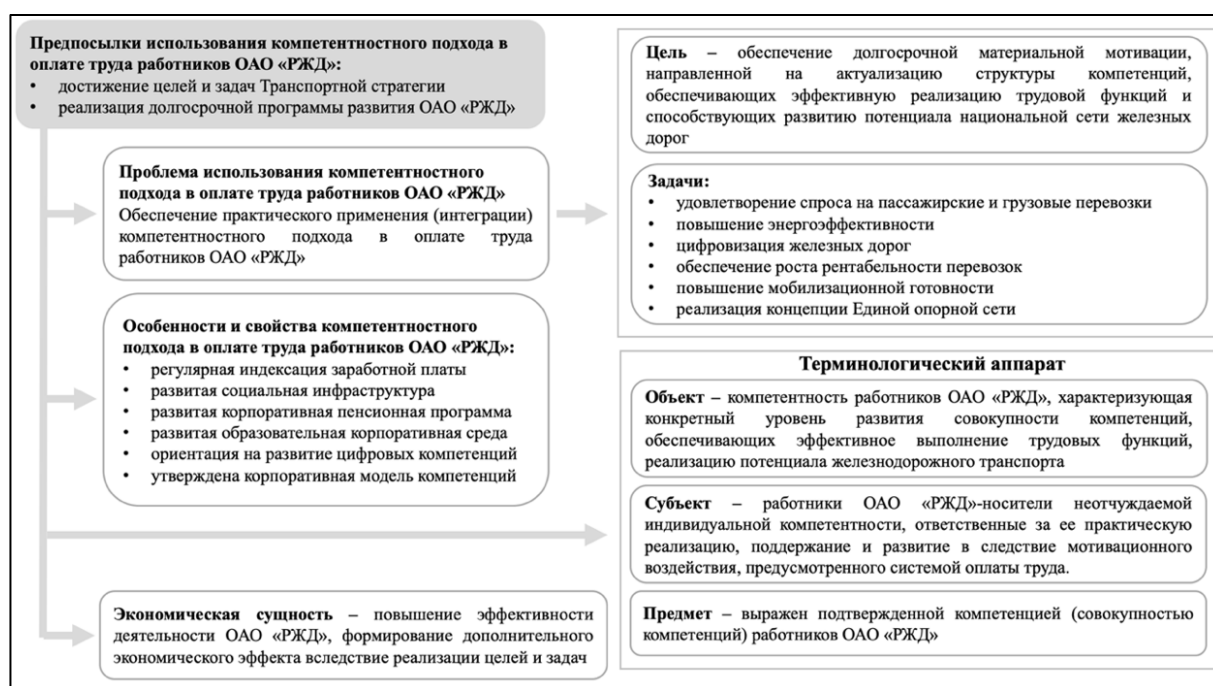 Предпосылки использования компетентностного подхода в
оплате труда работников ОАО «РЖД»:
• достижение целей и задач Транспортной стратегии
• реализация долгосрочной программы развития ОАО «РЖД»
Проблема использования компетентностного
подхода в оплате труда работников ОАО «РЖД»
Обеспечение практического применения (интеграции)
компетентностного подхода в оплате труда
работников ОАО «РЖД»
Особенности и свойства компетентностного
подхода в оплате труда работников ОАО «РЖД»:
• регулярная индексация заработной платы
• развитая социальная инфраструктура
• развитая корпоративная пенсионная программа
• развитая образовательная корпоративная среда
• ориентация на развитие цифровых компетенций
• утверждена корпоративная модель компетенций
Экономическая сущность – повышение эффективности
деятельности ОАО «РЖД», формирование дополнительного
экономического эффекта вследствие реализации целей и задач
Цель – обеспечение долгосрочной материальной мотивации,
направленной на актуализацию структуры компетенций,
обеспечивающих эффективную реализацию трудовой функций и
способствующих развитию потенциала национальной сети железных
дорог
Задачи:
• удовлетворение спроса на пассажирские и грузовые перевозки
• повышение энергоэффективности
• цифровизация железных дорог
• обеспечение роста рентабельности перевозок
• повышение мобилизационной готовности
• реализация концепции Единой опорной сети
Терминологический аппарат
Объект – компетентность работников ОАО «РЖД», характеризующая
конкретный уровень развития совокупности компетенций,
обеспечивающих эффективное выполнение трудовых функций,
реализацию потенциала железнодорожного транспорта
Субъект – работники ОАО «РЖД»-носители неотчуждаемой
индивидуальной компетентности, ответственные за ее практическую
реализацию, поддержание и развитие в следствие мотивационного
воздействия, предусмотренного системой оплаты труда.
Предмет – выражен подтвержденной компетенцией (совокупностью
компетенций) работников ОАО «РЖД»